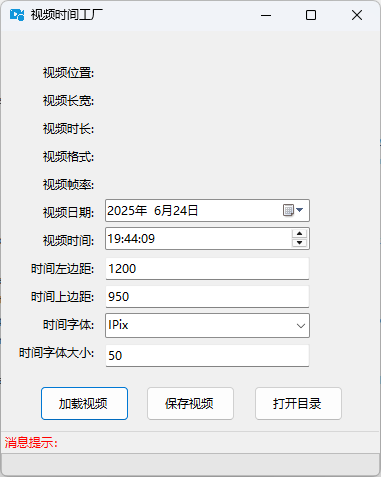 视频时间工厂
视频位置:
视频长宽:
视频时长:
视频格式:
视频帧率:
视频日期: 2025年 6月24日
视频时间: 19:44:09
时间左边距: 1200
时间上边距: 950
时间字体: IPix
时间字体大小: 50
加载视频 保存视频 打开目录
消息提示: